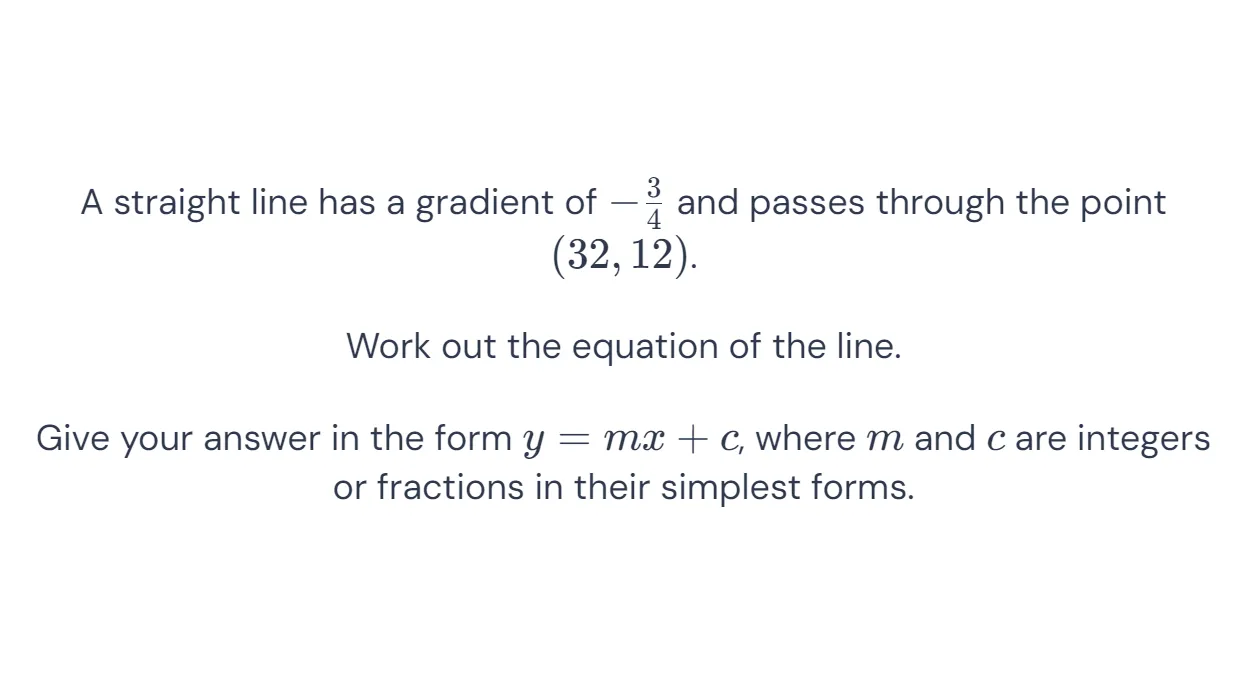 A straight line has a gradient of $-\frac{3}{4}$ and passes through the point
$(32, 12)$.
Work out the equation of the line.
Give your answer in the form $y = mx + c$, where $m$ and $c$ are integers
or fractions in their simplest forms.